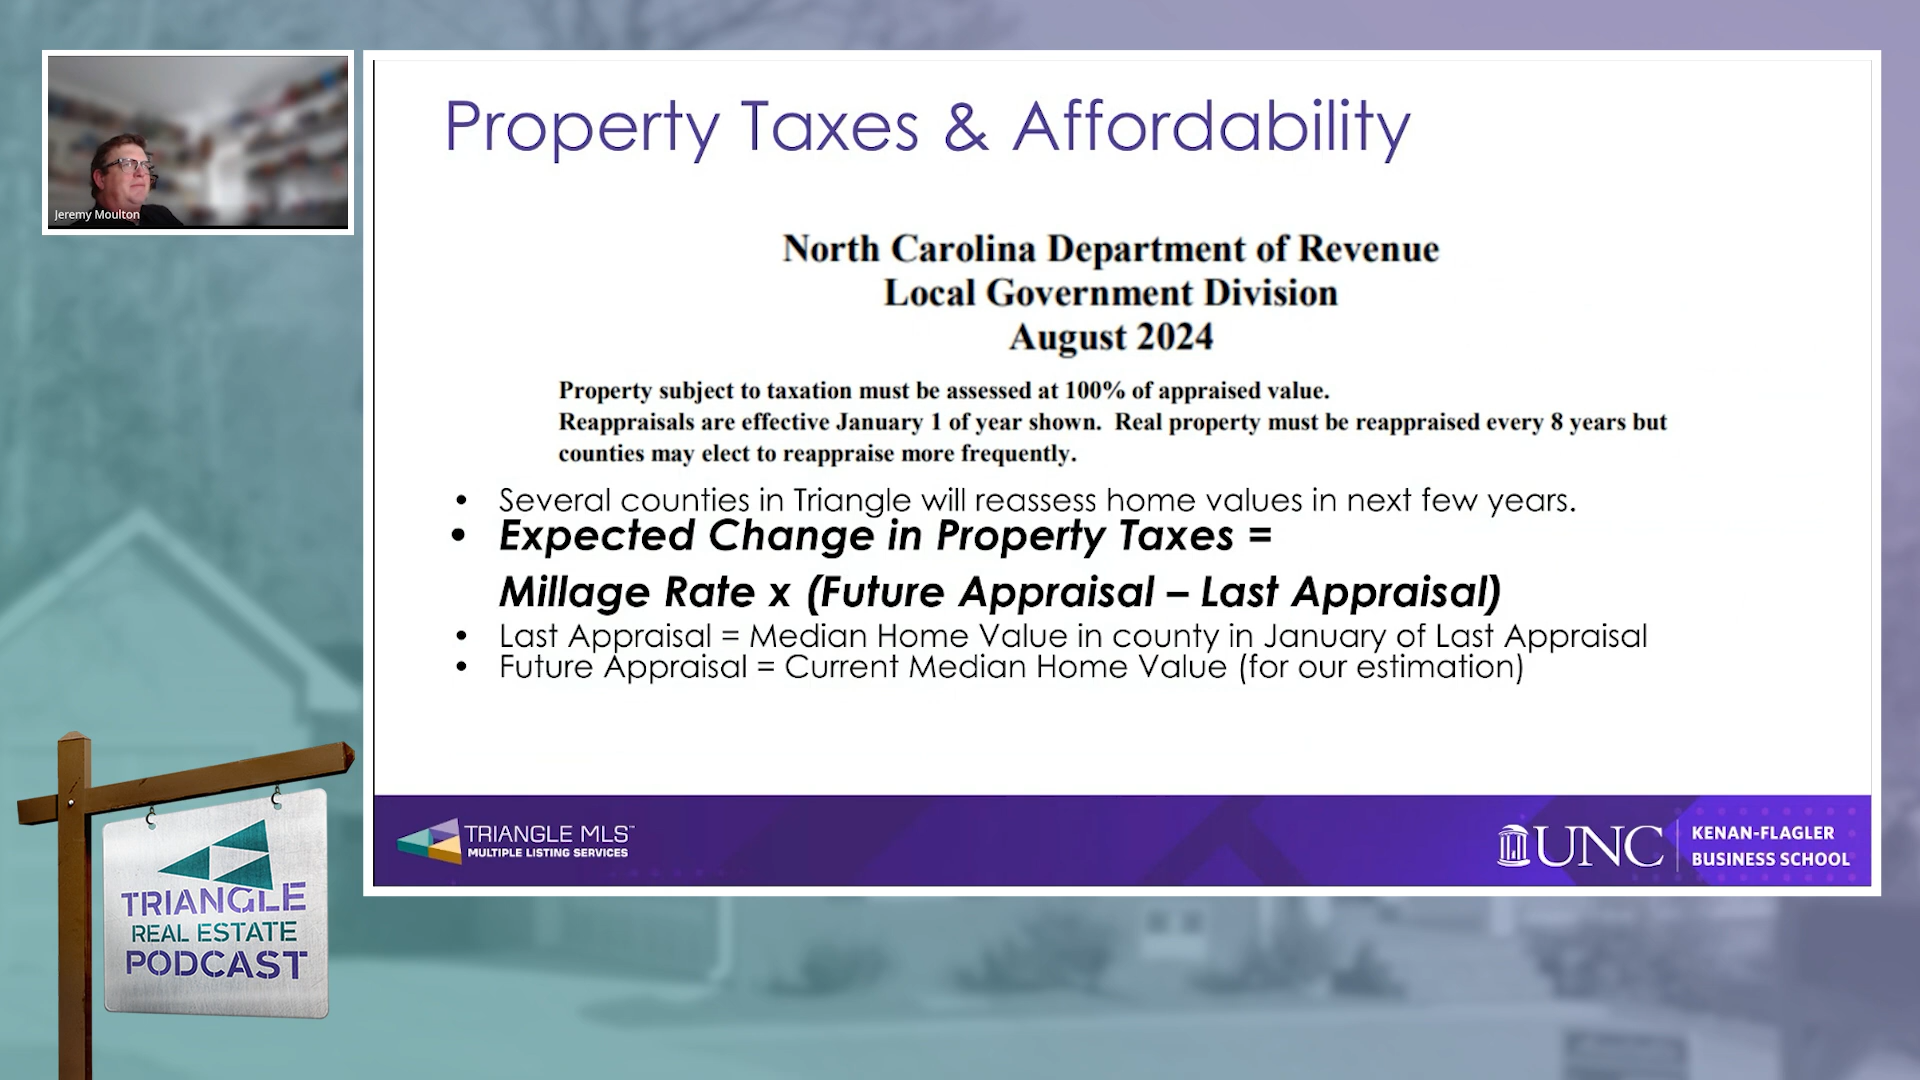 Jeremy Moulton
Property Taxes & Affordability
North Carolina Department of Revenue
Local Government Division
August 2024
Property subject to taxation must be assessed at 100% of appraised value.
Reappraisals are effective January 1 of year shown. Real property must be reappraised every 8 years but
counties may elect to reappraise more frequently.
• Several counties in Triangle will reassess home values in next few years.
• Expected Change in Property Taxes =
Millage Rate x (Future Appraisal – Last Appraisal)
• Last Appraisal = Median Home Value in county in January of Last Appraisal
• Future Appraisal = Current Median Home Value (for our estimation)
TRIANGLE MLS™
MULTIPLE LISTING SERVICES
UNC
KENAN-FLAGLER
BUSINESS SCHOOL
TRIANGLE
REAL ESTATE
PODCAST